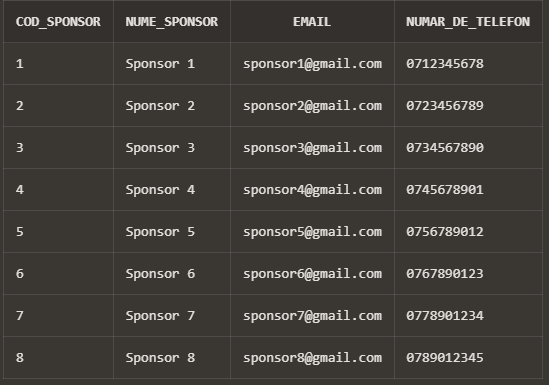 COD_SPONSOR NUME_SPONSOR EMAIL NUMAR_DE_TELEFON
1 Sponsor 1 sponsor1@gmail.com 0712345678
2 Sponsor 2 sponsor2@gmail.com 0723456789
3 Sponsor 3 sponsor3@gmail.com 0734567890
4 Sponsor 4 sponsor4@gmail.com 0745678901
5 Sponsor 5 sponsor5@gmail.com 0756789012
6 Sponsor 6 sponsor6@gmail.com 0767890123
7 Sponsor 7 sponsor7@gmail.com 0778901234
8 Sponsor 8 sponsor8@gmail.com 0789012345